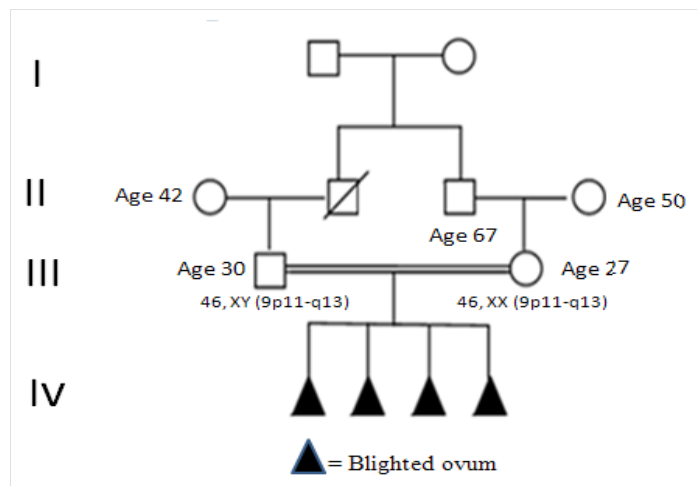 I
II
Age 42
Age 50
Age 67
III
Age 30
Age 27
46, XY (9p11-q13)
46, XX (9p11-q13)
Iv
= Blighted ovum